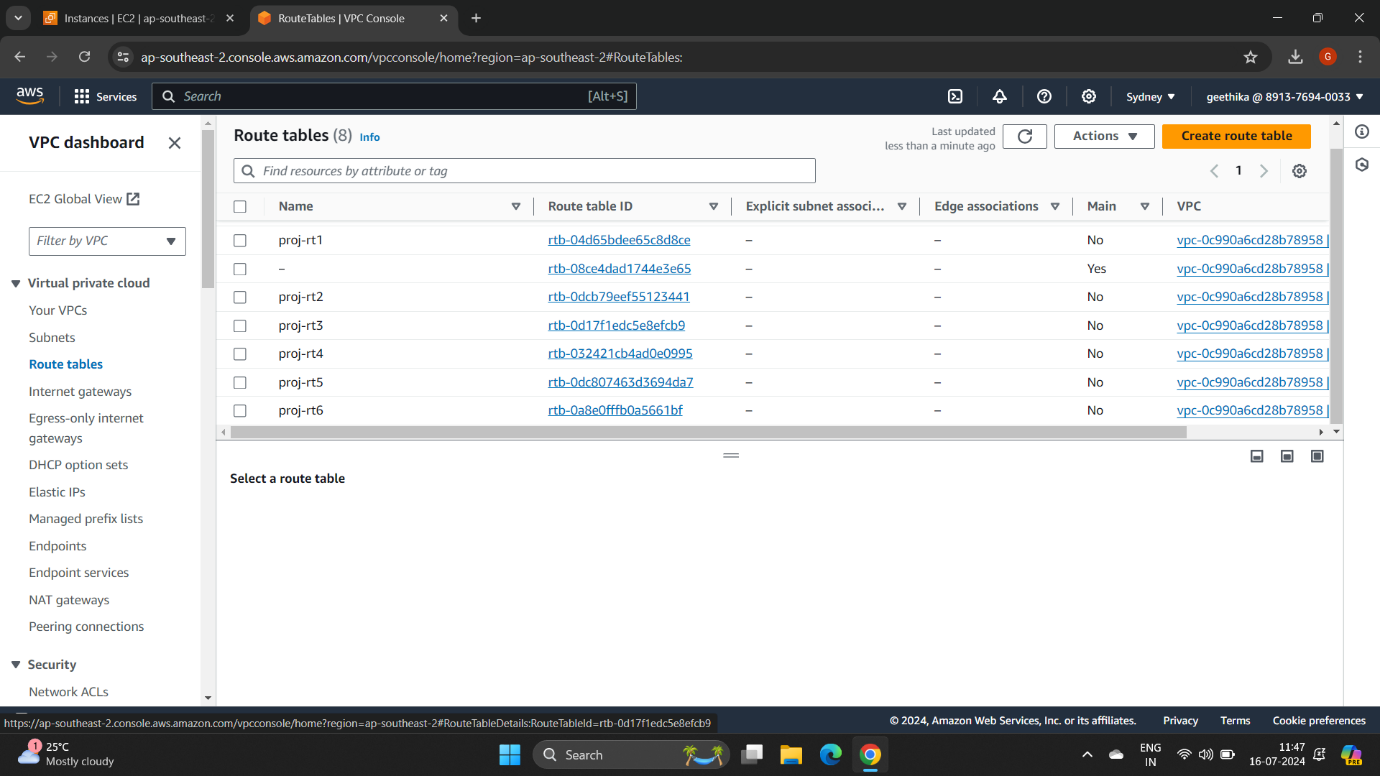 Instances | EC2 | ap-southeast-2
RouteTables | VPC Console
ap-southeast-2.console.aws.amazon.com/vpcconsole/home?region=ap-southeast-2#RouteTables:
G
aws
Services
Search
[Alt+S]
Sydney
geethika @ 8913-7694-0033
VPC dashboard
EC2 Global View
Filter by VPC
Virtual private cloud
Your VPCs
Subnets
Route tables
Internet gateways
Egress-only internet
gateways
DHCP option sets
Elastic IPs
Managed prefix lists
Endpoints
Endpoint services
NAT gateways
Peering connections
Security
Network ACLs
Route tables (8) Info
Last updated
less than a minute ago
Actions
Create route table
Find resources by attribute or tag
1
Name Route table ID Explicit subnet associ... Edge associations Main VPC
proj-rt1 rtb-04d65bdee65c8d8ce – – No vpc-0c990a6cd28b78958 |
– rtb-08ce4dad1744e3e65 – – Yes vpc-0c990a6cd28b78958 |
proj-rt2 rtb-0dcb79eef55123441 – – No vpc-0c990a6cd28b78958 |
proj-rt3 rtb-0d17f1edc5e8efcb9 – – No vpc-0c990a6cd28b78958 |
proj-rt4 rtb-032421cb4ad0e0995 – – No vpc-0c990a6cd28b78958 |
proj-rt5 rtb-0dc807463d3694da7 – – No vpc-0c990a6cd28b78958 |
proj-rt6 rtb-0a8e0fffb0a5661bf – – No vpc-0c990a6cd28b78958 |
Select a route table
https://ap-southeast-2.console.aws.amazon.com/vpcconsole/home?region=ap-southeast-2#RouteTableDetails:RouteTableId=rtb-0d17f1edc5e8efcb9
© 2024, Amazon Web Services, Inc. or its affiliates.
Privacy
Terms
Cookie preferences
1
25°C
Mostly cloudy
Search
ENG
IN
11:47
16-07-2024
PRE